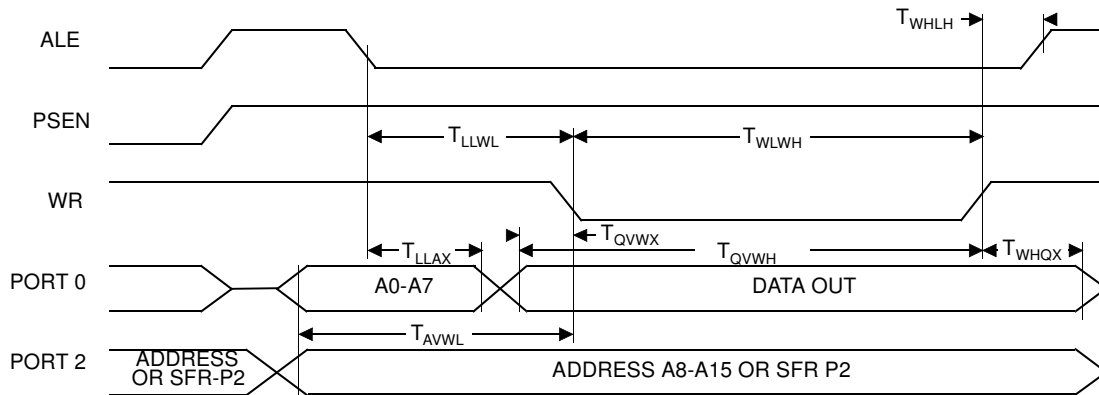 T_WHLH
ALE
PSEN
T_LLWL
T_WLWH
WR
T_QVWX
T_LLAX
T_QVWH
T_WHQX
PORT 0
A0-A7
DATA OUT
T_AVWL
PORT 2
ADDRESS
OR SFR-P2
ADDRESS A8-A15 OR SFR P2